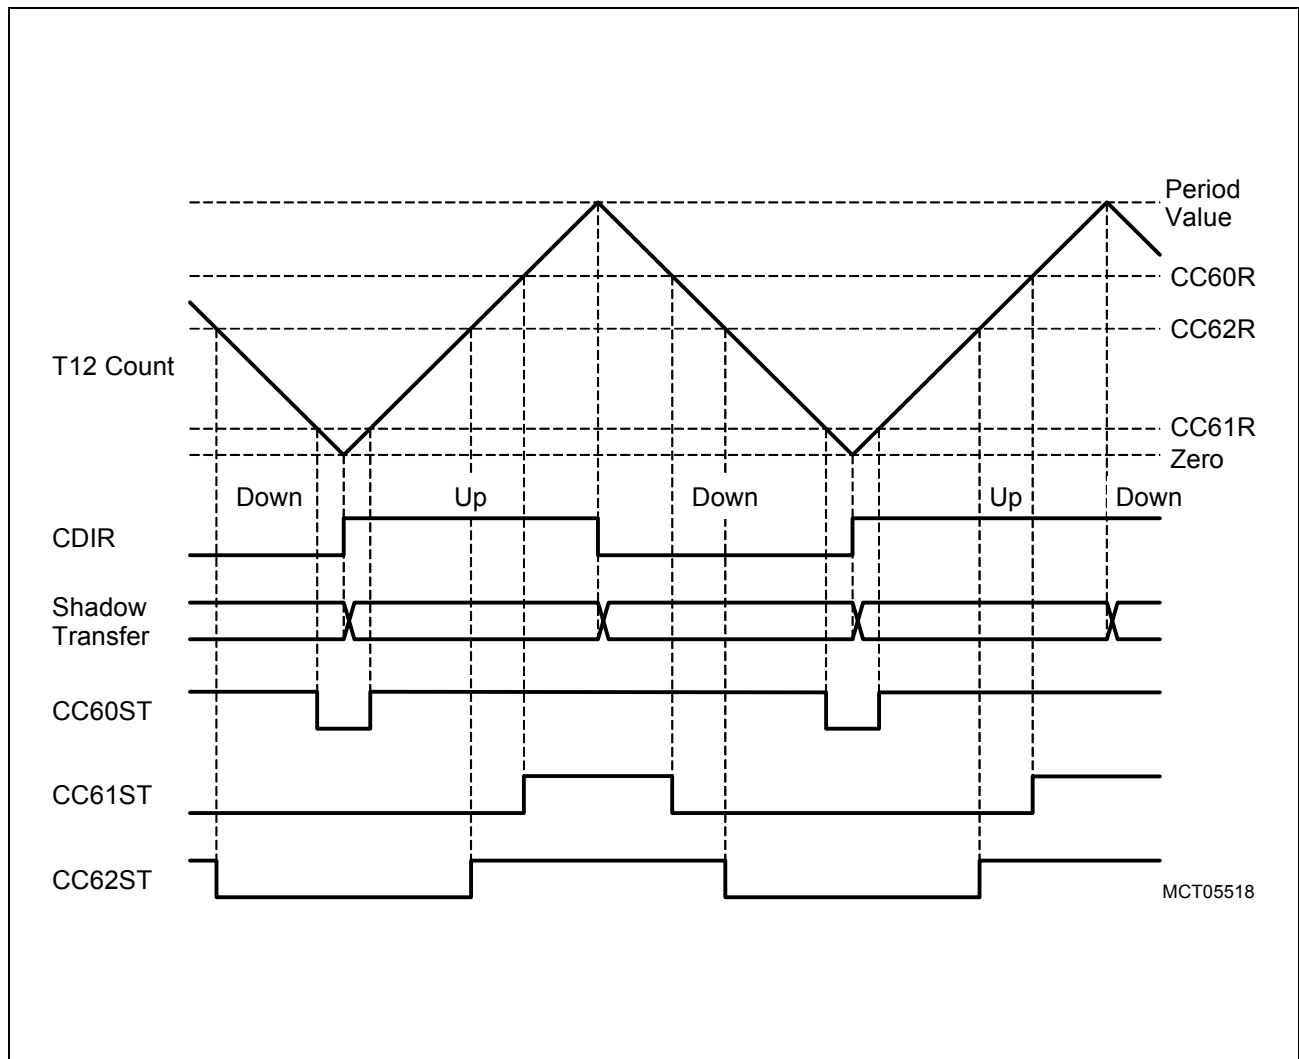 Period
Value
CC60R
CC62R
T12 Count
CC61R
Zero
Down
Up
Down
Up
Down
CDIR
Shadow
Transfer
CC60ST
CC61ST
CC62ST
MCT05518